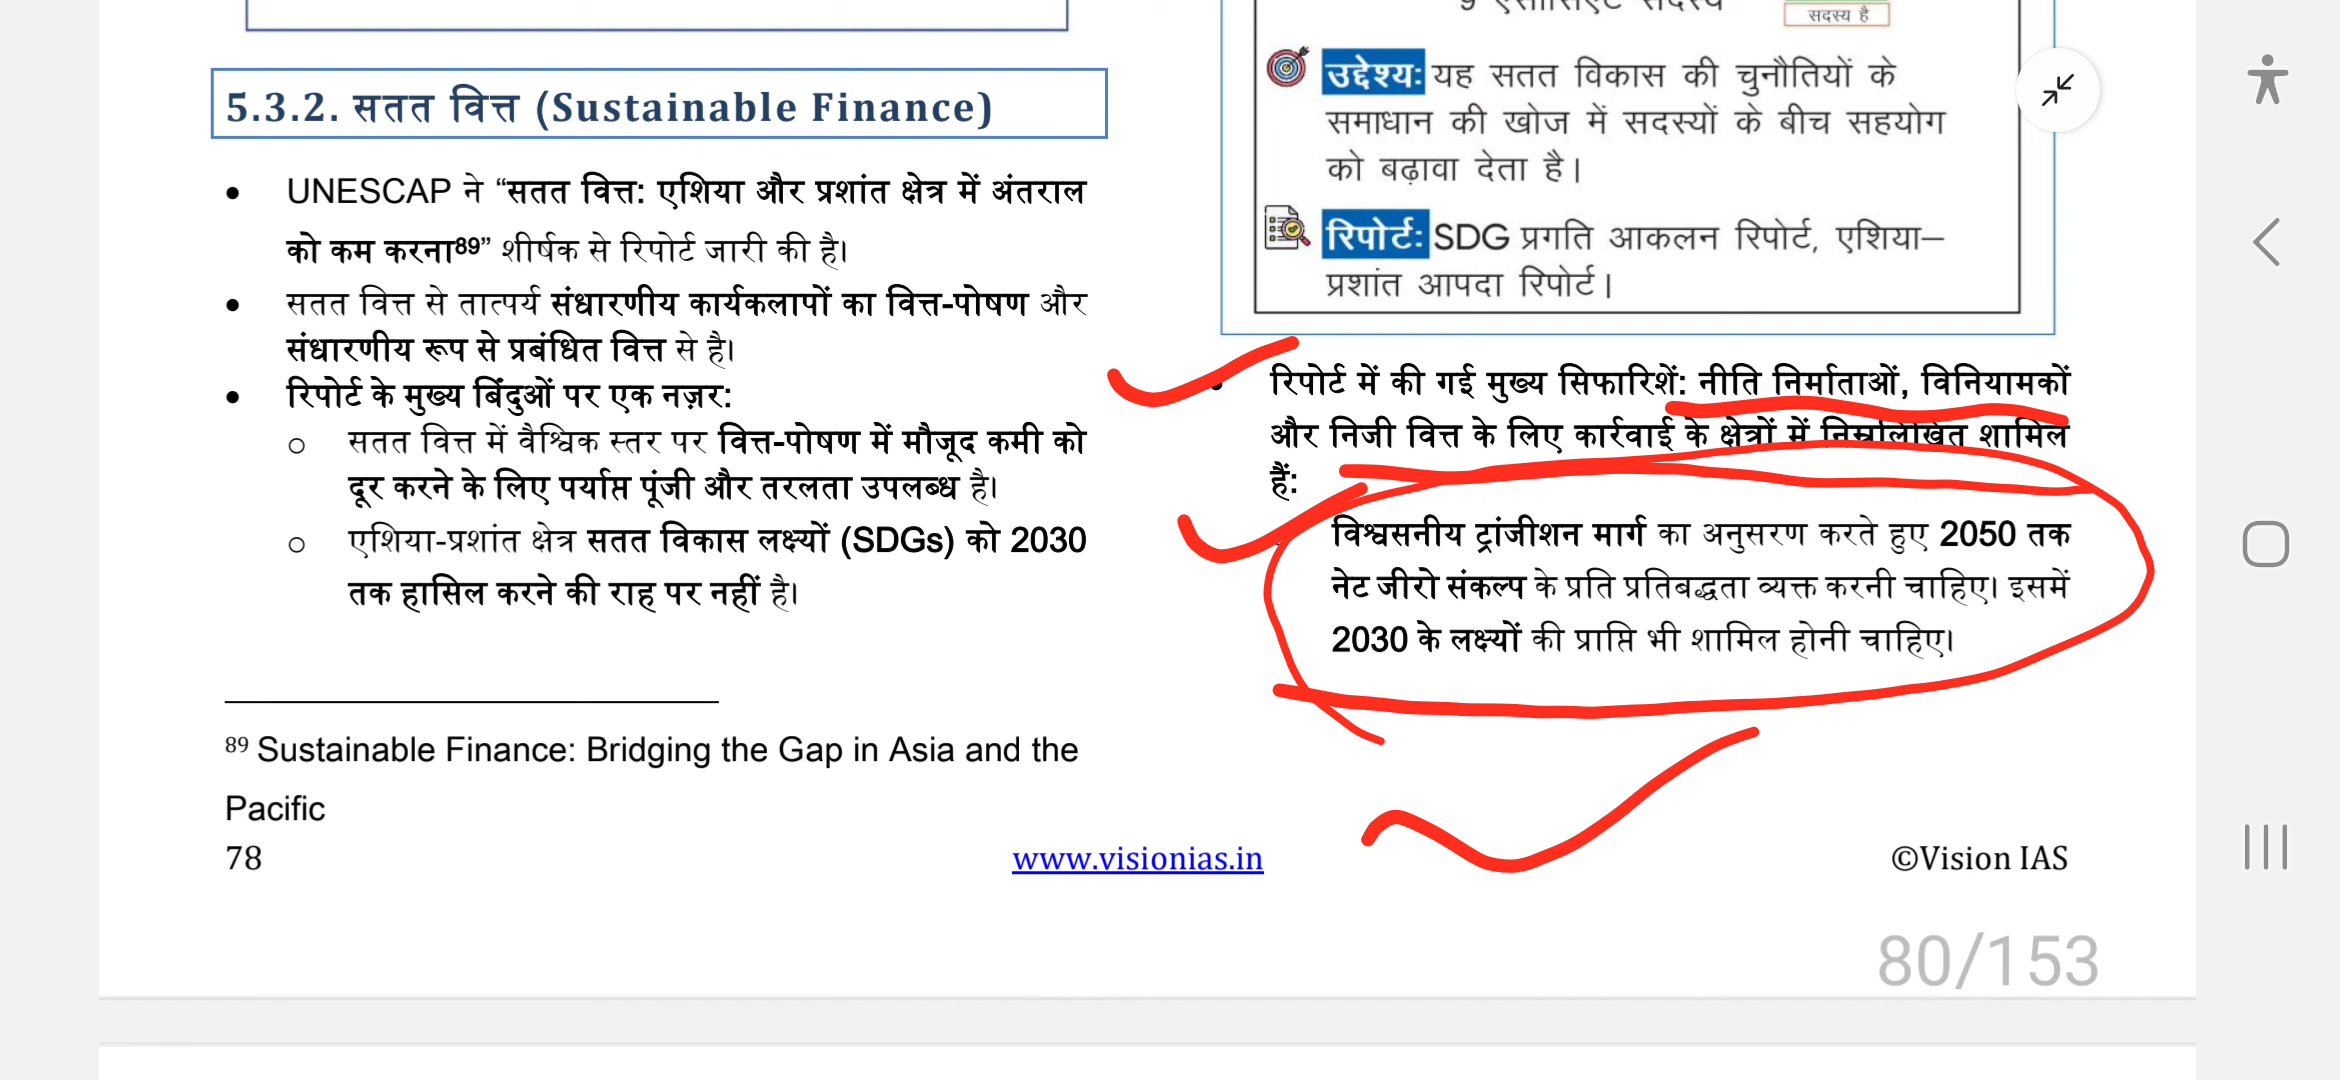 5.3.2. सतत वित्त (Sustainable Finance)
• UNESCAP ने “सतत वित्त: एशिया और प्रशांत क्षेत्र में अंतराल
को कम करना89” शीर्षक से रिपोर्ट जारी की है।
• सतत वित्त से तात्पर्य संधारणीय कार्यकलापों का वित्त-पोषण और
संधारणीय रूप से प्रबंधित वित्त से है।
• रिपोर्ट के मुख्य बिंदुओं पर एक नज़र:
o सतत वित्त में वैश्विक स्तर पर वित्त-पोषण में मौजूद कमी को
दूर करने के लिए पर्याप्त पूंजी और तरलता उपलब्ध है।
o एशिया-प्रशांत क्षेत्र सतत विकास लक्ष्यों (SDGs) को 2030
तक हासिल करने की राह पर नहीं है।
89 Sustainable Finance: Bridging the Gap in Asia and the
Pacific
9 एसोसिएट सदस्य
सदस्य है
उद्देश्य: यह सतत विकास की चुनौतियों के
समाधान की खोज में सदस्यों के बीच सहयोग
को बढ़ावा देता है।
रिपोर्ट: SDG प्रगति आकलन रिपोर्ट, एशिया–
प्रशांत आपदा रिपोर्ट।
• रिपोर्ट में की गई मुख्य सिफारिशें: नीति निर्माताओं, विनियामकों
और निजी वित्त के लिए कार्रवाई के क्षेत्रों में निम्नलिखित शामिल
हैं:
विश्वसनीय ट्रांजीशन मार्ग का अनुसरण करते हुए 2050 तक
नेट जीरो संकल्प के प्रति प्रतिबद्धता व्यक्त करनी चाहिए। इसमें
2030 के लक्ष्यों की प्राप्ति भी शामिल होनी चाहिए।
78
www.visionias.in
©Vision IAS
80/153